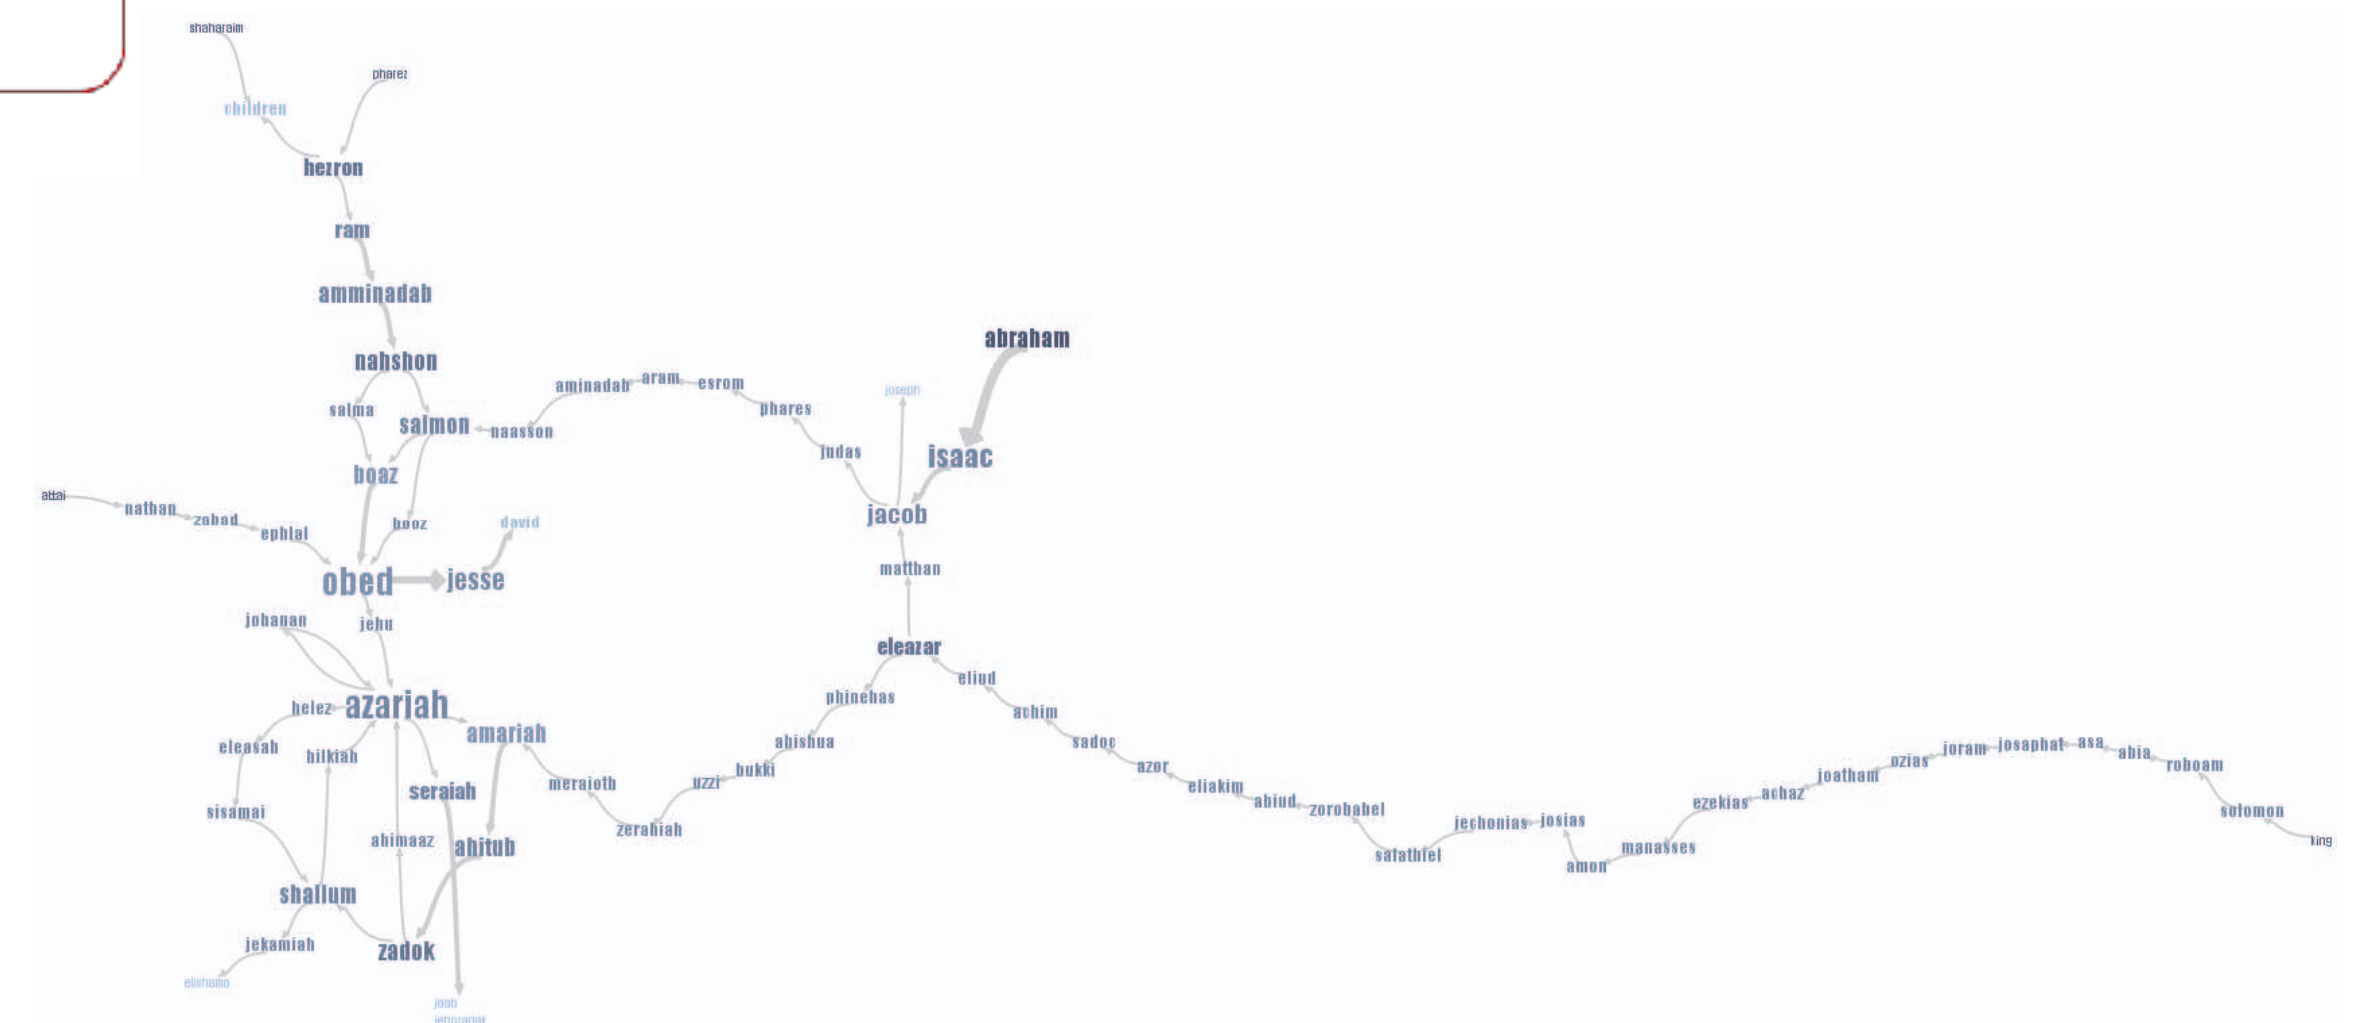 shaharaim
pharez
children
hezron
ram
amminadab
abraham
nahshon
aminadab aram esrom
joseph
salma
phares
salmon naasson
judas
isaac
boaz
attai
nathan
jacob
zabad
booz
david
ephlal
matthan
obed jesse
johanan
jehu
eleazar
eliud
phinehas
helez azariah
achim
amariah
abishua
sadoc
eleasah
hilkiah
joram josaphat asa
abia
ozias
roboam
azor
bukki
joatham
uzzi
merajoth
eliakim
seraiah
achaz
abiud
ezekias
zorobabel
sisamai
solomon
jechonias josias
zerahiah
ahimaaz
king
ahitub
manasses
salathiel
amon
shallum
jekamiah
zadok
elishama
joab